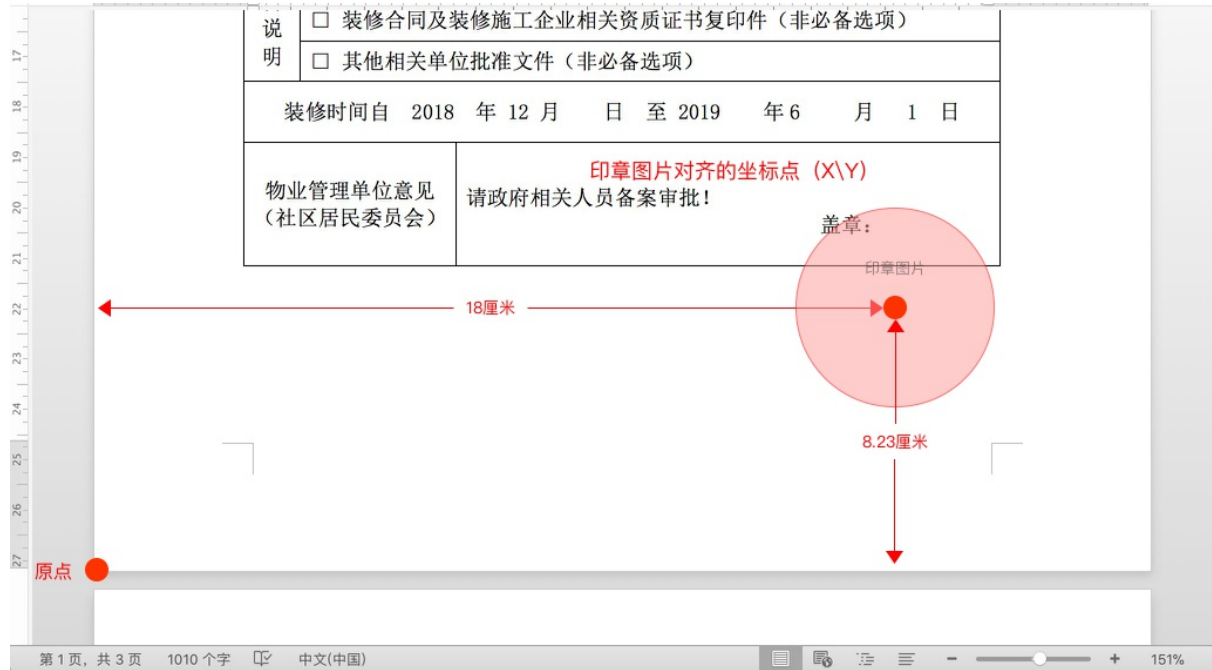 说明
□ 装修合同及装修施工企业相关资质证书复印件（非必备选项）
□ 其他相关单位批准文件（非必备选项）
装修时间自 2018 年 12 月 日 至 2019 年 6 月 1 日
印章图片对齐的坐标点（X\Y）
物业管理单位意见
（社区居民委员会）
请政府相关人员备案审批！
盖章：
印章图片
18厘米
8.23厘米
原点
17
18
19
20
21
22
23
24
25
26
27
第 1 页，共 3 页 1010 个字 中文(中国) 151%